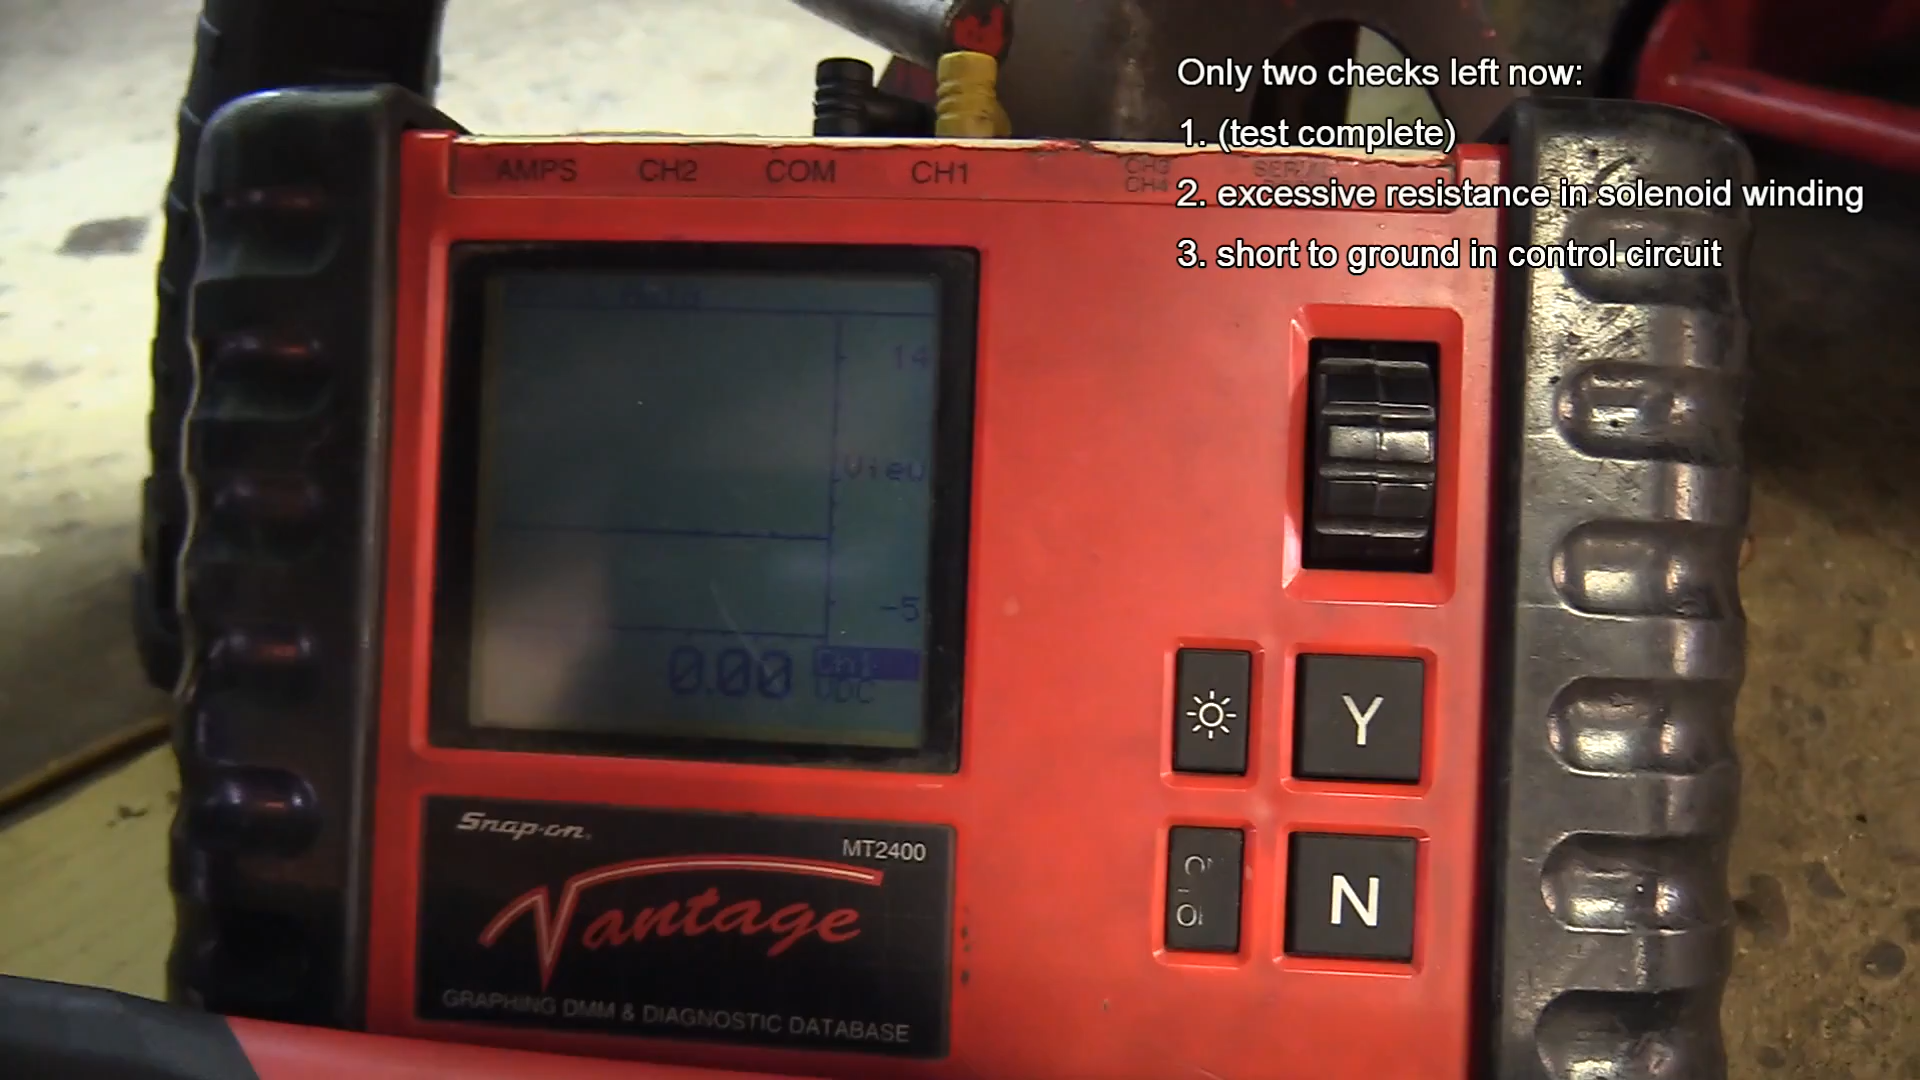 Only two checks left now:
1. (test complete)
2. excessive resistance in solenoid winding
3. short to ground in control circuit
AMPS CH2 COM CH1 CH3
CH4
14
View
-5
0.00 Ch1
VDC
Y
N
Snap-on
MT2400
Vantage
GRAPHING DMM & DIAGNOSTIC DATABASE